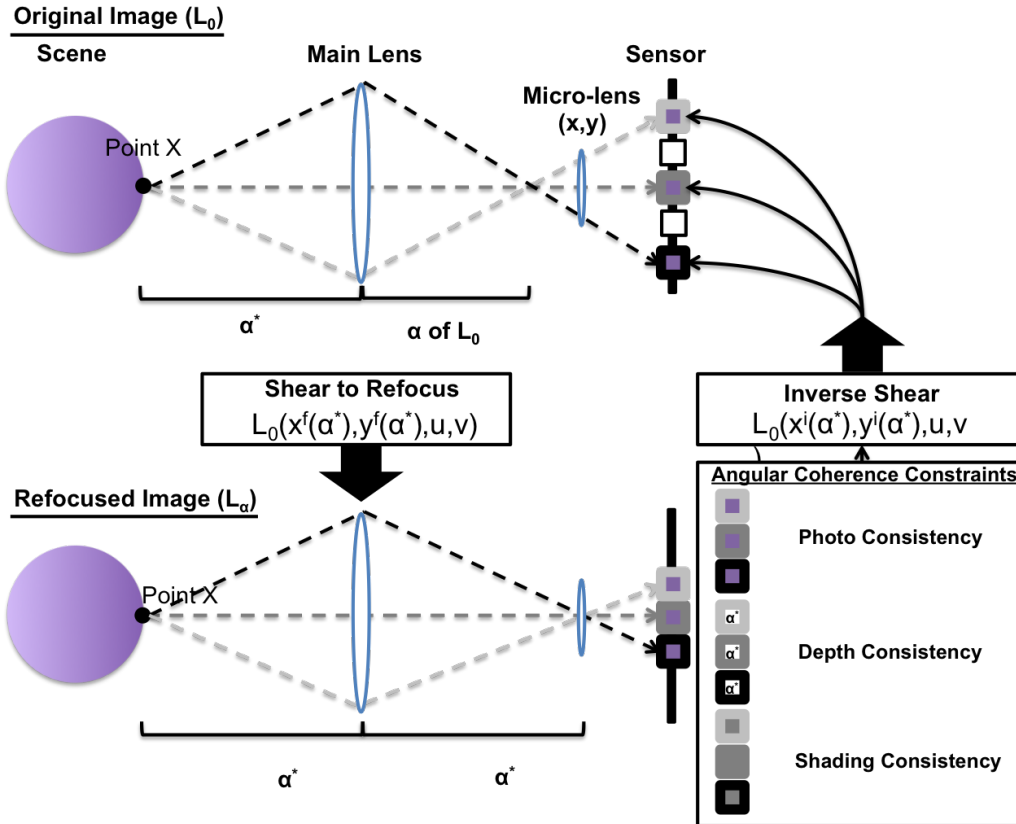 Original Image (L₀)
Scene
Main Lens
Sensor
Micro-lens
(x,y)
Point X
α*
α of L₀
Shear to Refocus
L₀(xᶠ(α*),yᶠ(α*),u,v)
Inverse Shear
L₀(xⁱ(α*),yⁱ(α*),u,v
Refocused Image (Lα)
Point X
α*
α*
Angular Coherence Constraints
Photo Consistency
α*
α*
Depth Consistency
α*
Shading Consistency